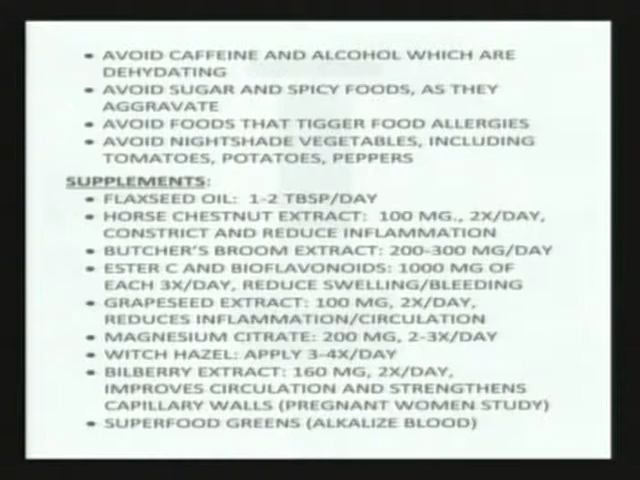 • AVOID CAFFEINE AND ALCOHOL WHICH ARE
DEHYDATING
• AVOID SUGAR AND SPICY FOODS, AS THEY
AGGRAVATE
• AVOID FOODS THAT TIGGER FOOD ALLERGIES
• AVOID NIGHTSHADE VEGETABLES, INCLUDING
TOMATOES, POTATOES, PEPPERS
SUPPLEMENTS:
• FLAXSEED OIL: 1-2 TBSP/DAY
• HORSE CHESTNUT EXTRACT: 100 MG., 2X/DAY,
CONSTRICT AND REDUCE INFLAMMATION
• BUTCHER'S BROOM EXTRACT: 200-300 MG/DAY
• ESTER C AND BIOFLAVONOIDS: 1000 MG OF
EACH 3X/DAY, REDUCE SWELLING/BLEEDING
• GRAPESEED EXTRACT: 100 MG, 2X/DAY,
REDUCES INFLAMMATION/CIRCULATION
• MAGNESIUM CITRATE: 200 MG, 2-3X/DAY
• WITCH HAZEL: APPLY 3-4X/DAY
• BILBERRY EXTRACT: 160 MG, 2X/DAY,
IMPROVES CIRCULATION AND STRENGTHENS
CAPILLARY WALLS (PREGNANT WOMEN STUDY)
• SUPERFOOD GREENS (ALKALIZE BLOOD)